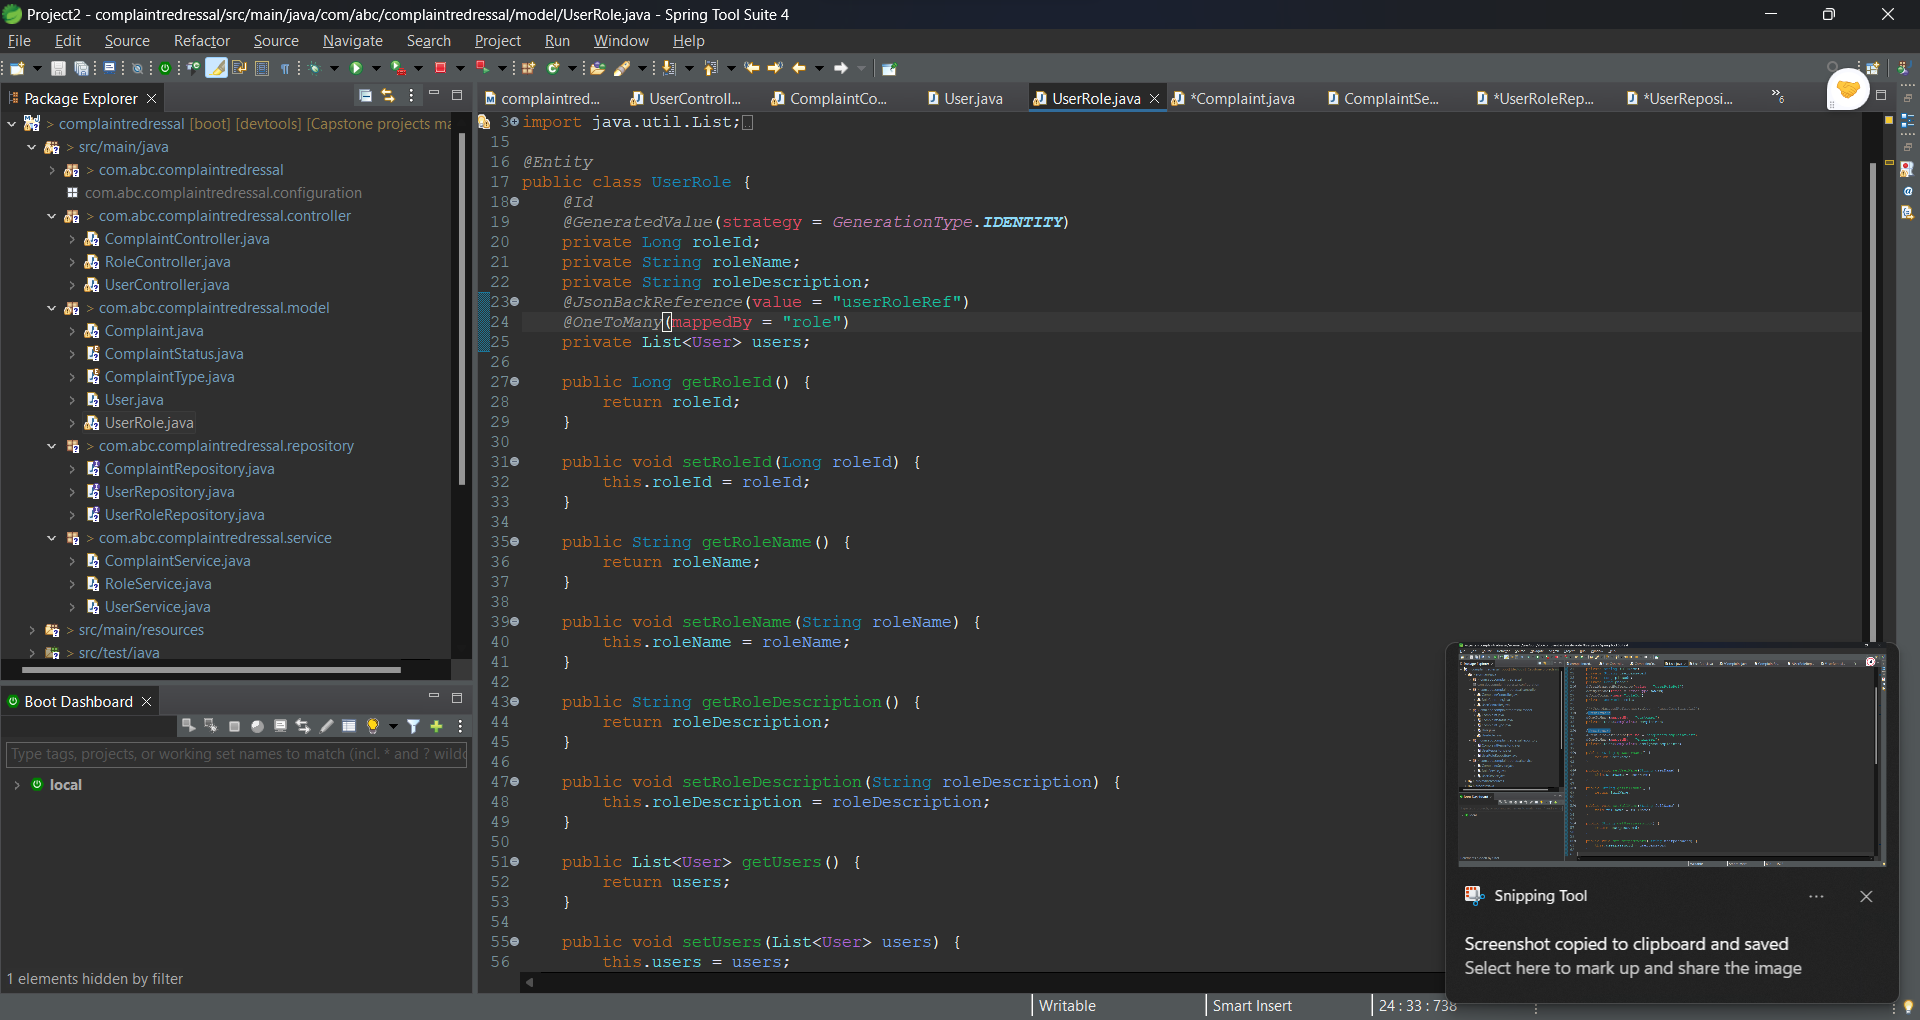 Project2 - complaintredressal/src/main/java/com/abc/complaintredressal/model/UserRole.java - Spring Tool Suite 4
File Edit Source Refactor Source Navigate Search Project Run Window Help
Package Explorer
> complaintredressal [boot] [devtools] [Capstone projects ma
> src/main/java
> com.abc.complaintredressal
com.abc.complaintredressal.configuration
> com.abc.complaintredressal.controller
ComplaintController.java
RoleController.java
UserController.java
> com.abc.complaintredressal.model
Complaint.java
ComplaintStatus.java
ComplaintType.java
User.java
UserRole.java
> com.abc.complaintredressal.repository
ComplaintRepository.java
UserRepository.java
UserRoleRepository.java
> com.abc.complaintredressal.service
ComplaintService.java
RoleService.java
UserService.java
> src/main/resources
> src/test/java
Boot Dashboard
Type tags, projects, or working set names to match (incl. * and ? wildc
local
1 elements hidden by filter
complaintred... UserControll... ComplaintCo... User.java UserRole.java *Complaint.java ComplaintSe... *UserRoleRep... *UserReposi... »6
3 import java.util.List;
15
16 @Entity
17 public class UserRole {
18 @Id
19 @GeneratedValue(strategy = GenerationType.IDENTITY)
20 private Long roleId;
21 private String roleName;
22 private String roleDescription;
23 @JsonBackReference(value = "userRoleRef")
24 @OneToMany(mappedBy = "role")
25 private List<User> users;
26
27 public Long getRoleId() {
28 return roleId;
29 }
30
31 public void setRoleId(Long roleId) {
32 this.roleId = roleId;
33 }
34
35 public String getRoleName() {
36 return roleName;
37 }
38
39 public void setRoleName(String roleName) {
40 this.roleName = roleName;
41 }
42
43 public String getRoleDescription() {
44 return roleDescription;
45 }
46
47 public void setRoleDescription(String roleDescription) {
48 this.roleDescription = roleDescription;
49 }
50
51 public List<User> getUsers() {
52 return users;
53 }
54
55 public void setUsers(List<User> users) {
56 this.users = users;
Snipping Tool
Screenshot copied to clipboard and saved
Select here to mark up and share the image
Writable Smart Insert 24 : 33 : 738